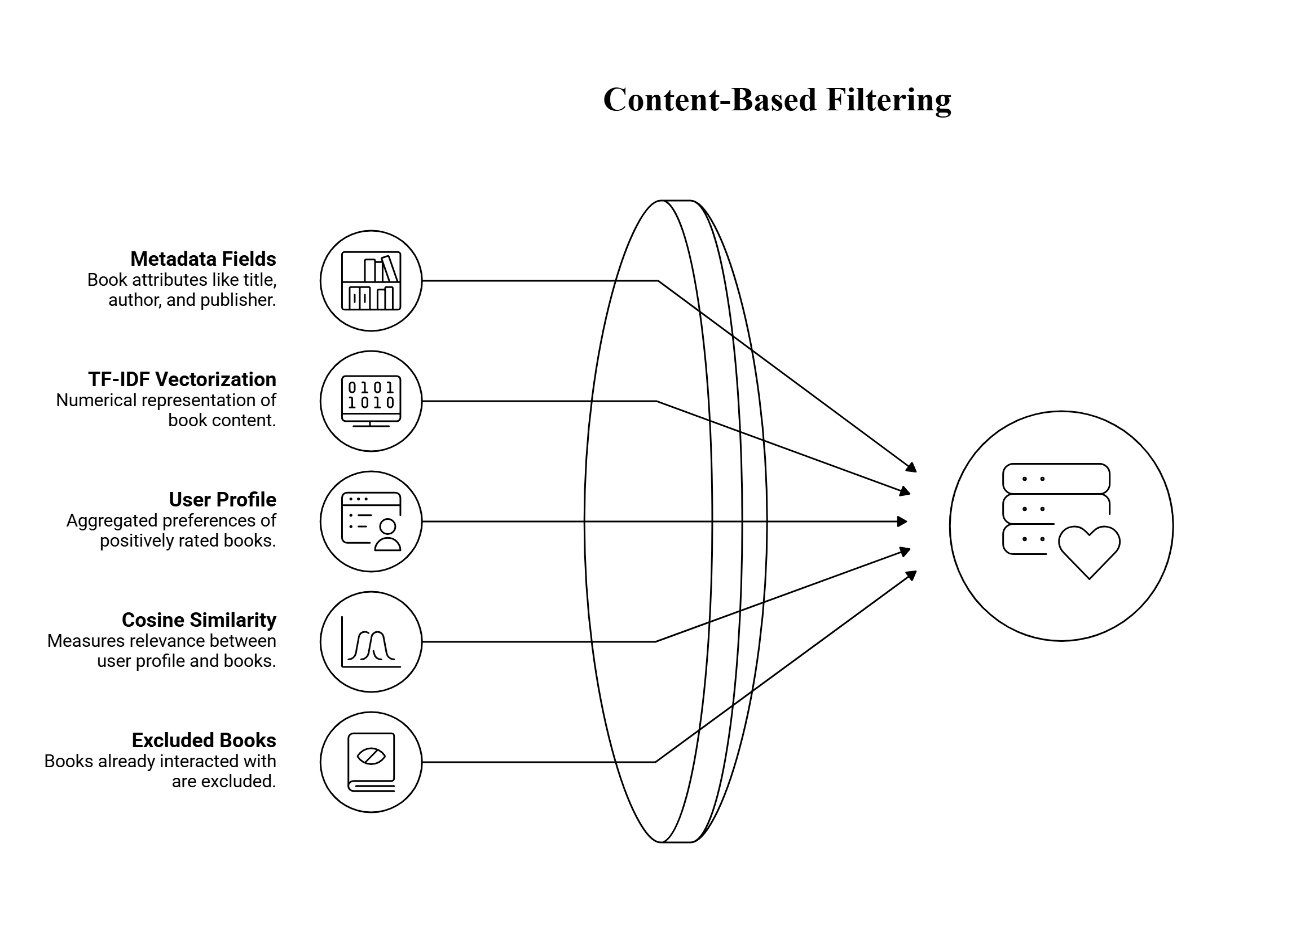 Content-Based Filtering
Metadata Fields
Book attributes like title,
author, and publisher.
TF-IDF Vectorization
Numerical representation of
book content.
0101
1010
User Profile
Aggregated preferences of
positively rated books.
Cosine Similarity
Measures relevance between
user profile and books.
Excluded Books
Books already interacted with
are excluded.